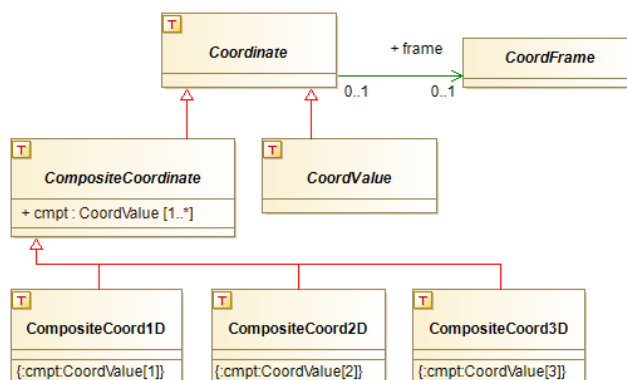 T
Coordinate
+ frame
0..1
0..1
CoordFrame
T
CompositeCoordinate
+ cmpt : CoordValue [1..*]
T
CoordValue
T
CompositeCoord1D
{:cmpt:CoordValue[1]}
T
CompositeCoord2D
{:cmpt:CoordValue[2]}
T
CompositeCoord3D
{:cmpt:CoordValue[3]}